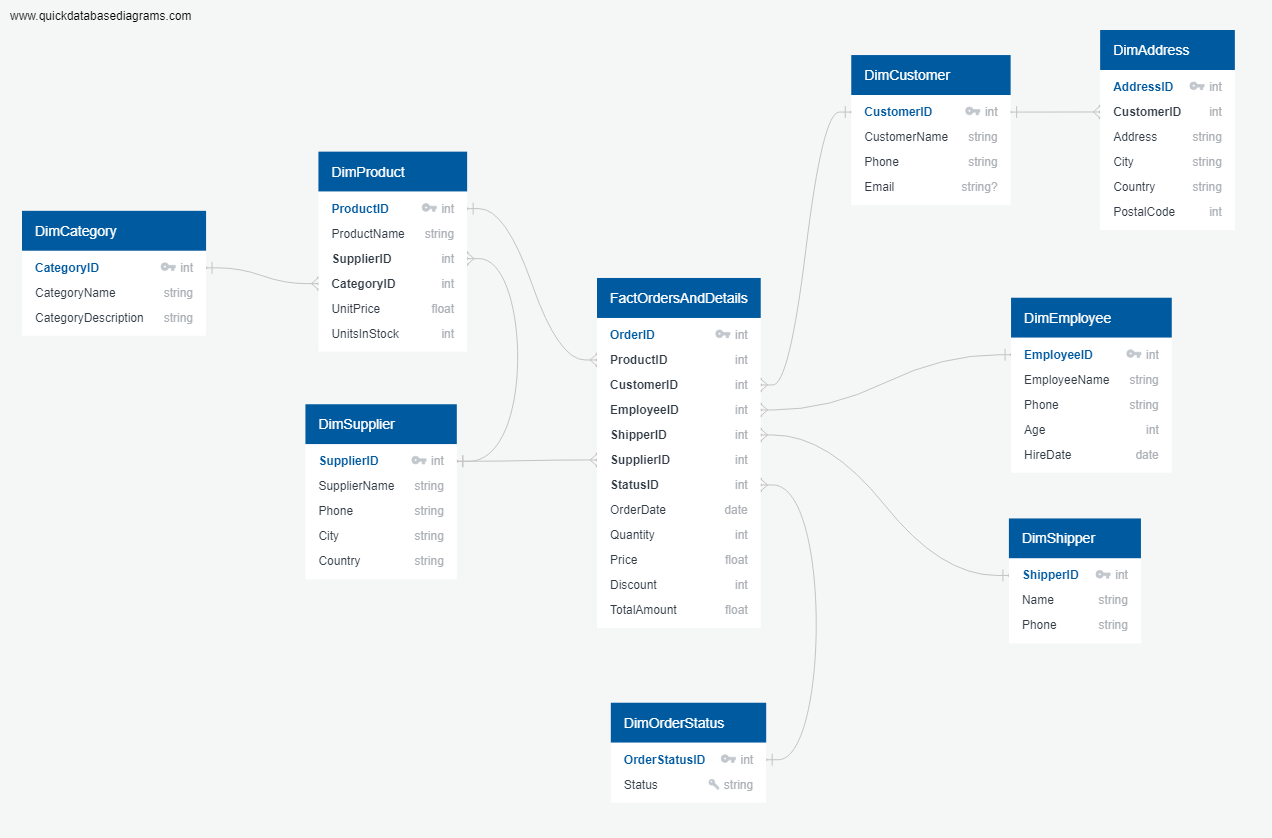 www.quickdatabasediagrams.com
DimCategory
CategoryID int
CategoryName string
CategoryDescription string
DimProduct
ProductID int
ProductName string
SupplierID int
CategoryID int
UnitPrice float
UnitsInStock int
DimSupplier
SupplierID int
SupplierName string
Phone string
City string
Country string
FactOrdersAndDetails
OrderID int
ProductID int
CustomerID int
EmployeeID int
ShipperID int
SupplierID int
StatusID int
OrderDate date
Quantity int
Price float
Discount int
TotalAmount float
DimOrderStatus
OrderStatusID int
Status string
DimCustomer
CustomerID int
CustomerName string
Phone string
Email string?
DimAddress
AddressID int
CustomerID int
Address string
City string
Country string
PostalCode int
DimEmployee
EmployeeID int
EmployeeName string
Phone string
Age int
HireDate date
DimShipper
ShipperID int
Name string
Phone string